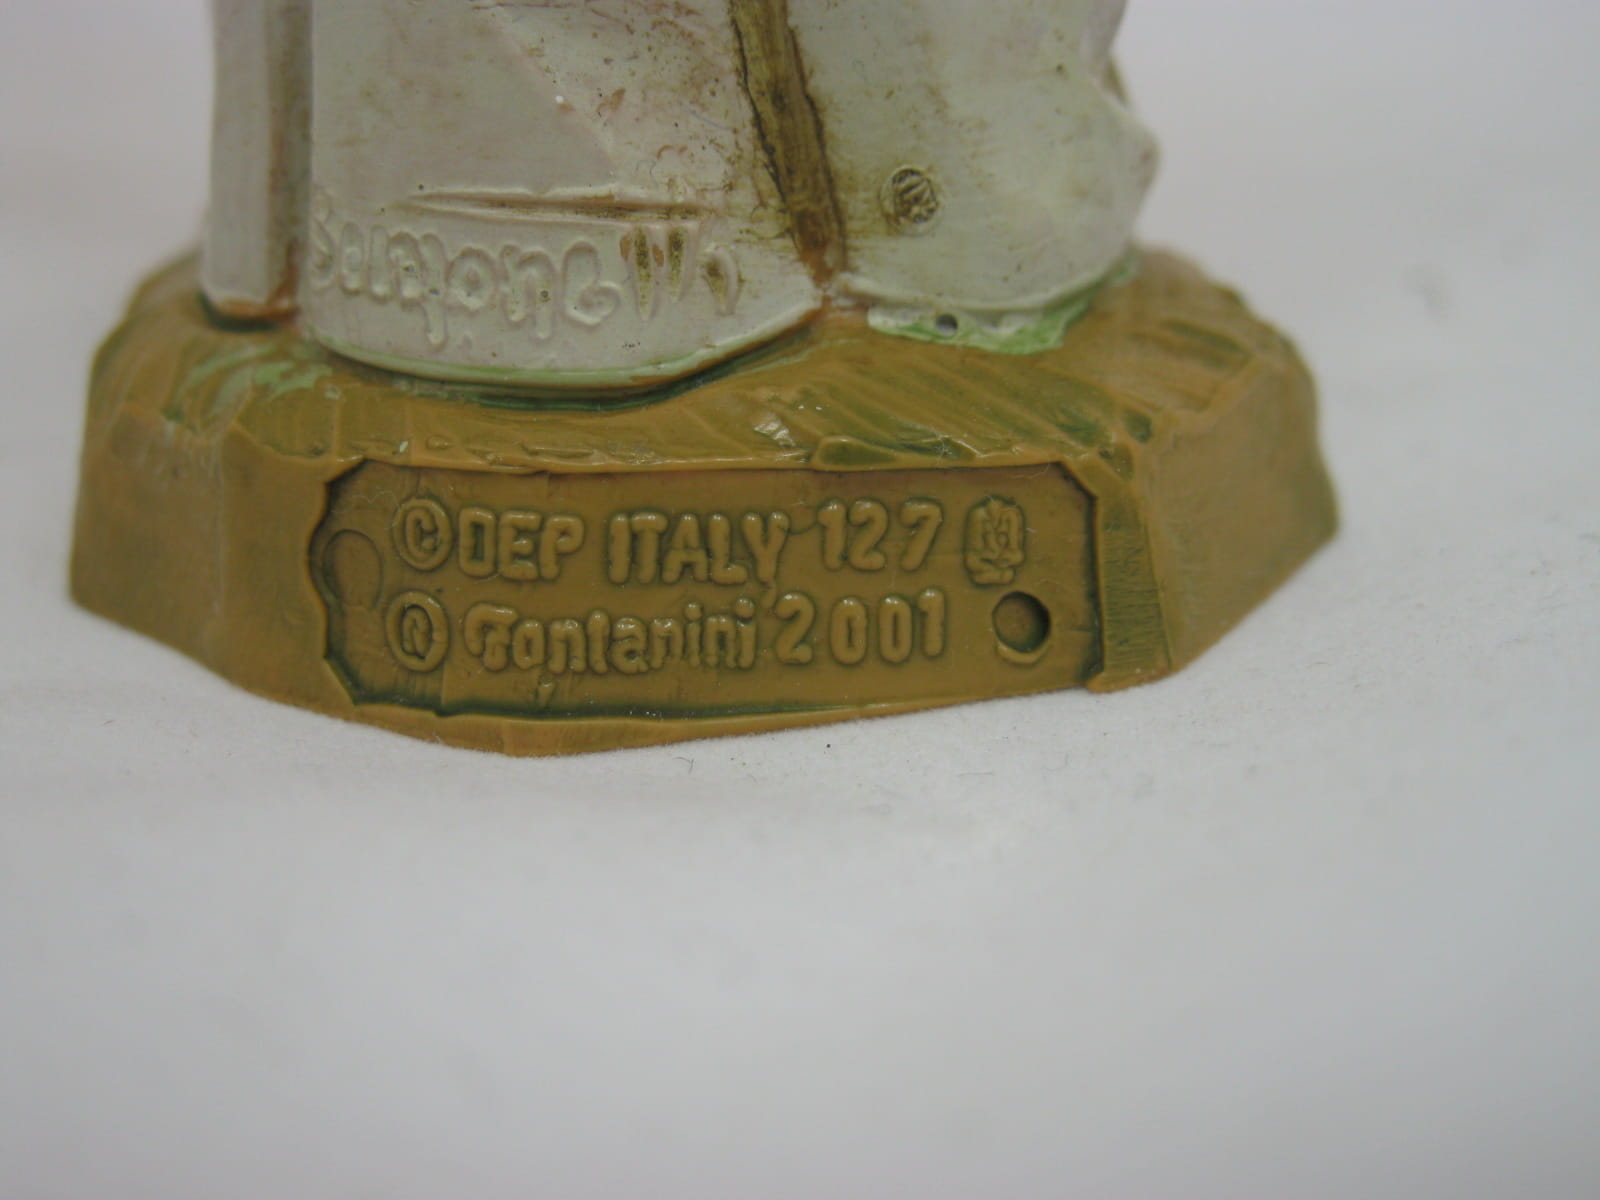 © DEP ITALY 127
® Fontanini 2001